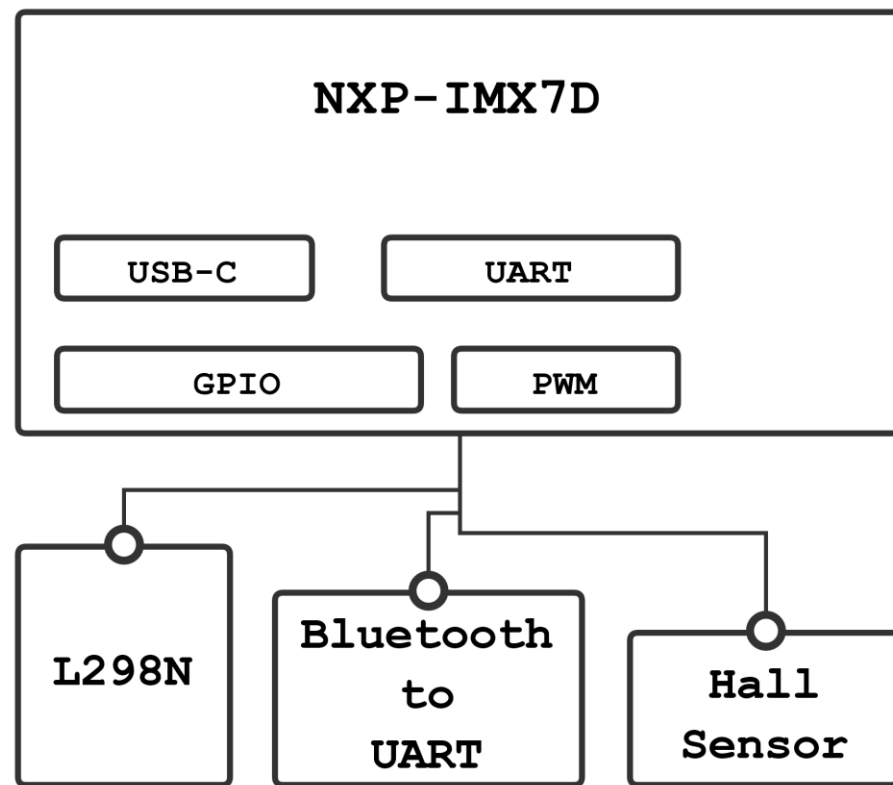 NXP-IMX7D
USB-C
UART
GPIO
PWM
L298N
Bluetooth
to
UART
Hall
Sensor